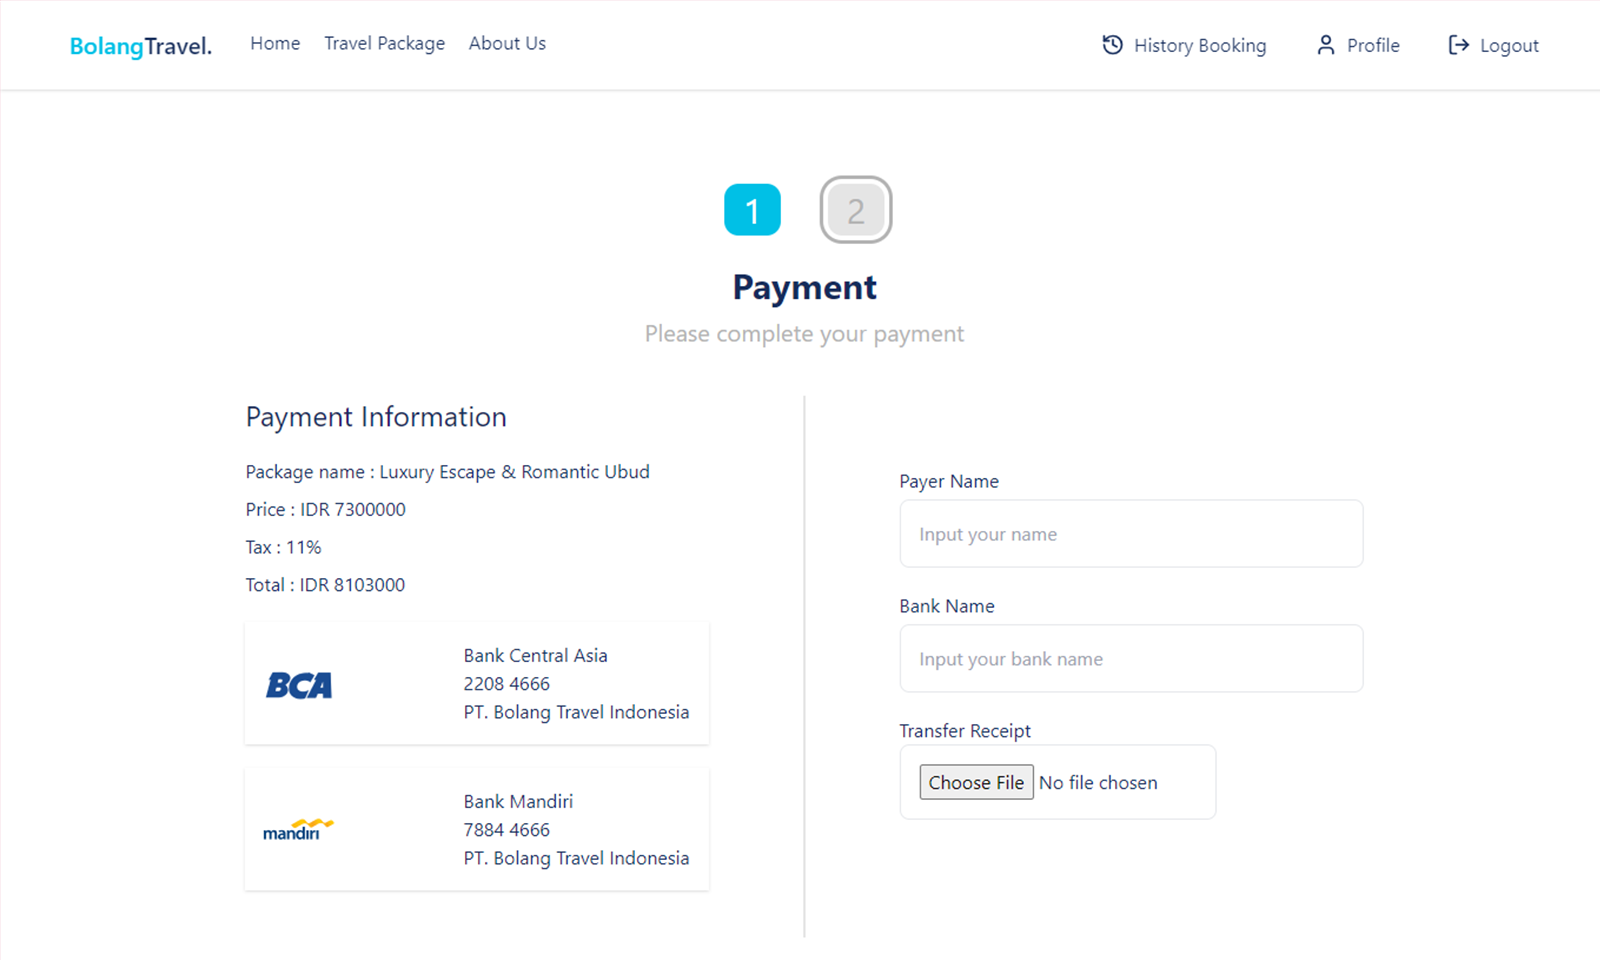 BolangTravel. Home Travel Package About Us History Booking Profile Logout
1 2
Payment
Please complete your payment
Payment Information
Package name : Luxury Escape & Romantic Ubud
Price : IDR 7300000
Tax : 11%
Total : IDR 8103000
BCA
Bank Central Asia
2208 4666
PT. Bolang Travel Indonesia
mandiri
Bank Mandiri
7884 4666
PT. Bolang Travel Indonesia
Payer Name
Input your name
Bank Name
Input your bank name
Transfer Receipt
Choose File No file chosen